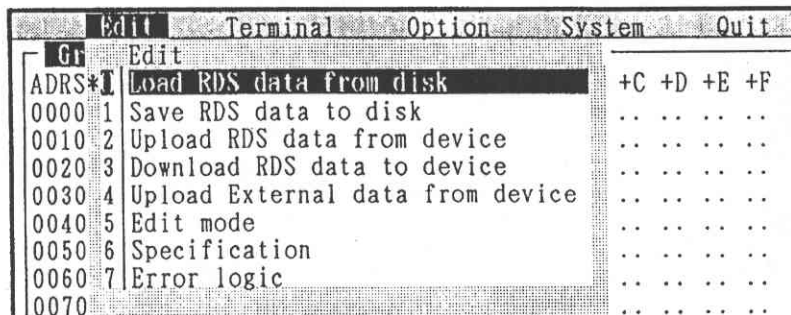 Edit Terminal Option System Quit
Gr Edit
ADRS* Load RDS data from disk +C +D +E +F
0000 1 Save RDS data to disk .. .. .. ..
0010 2 Upload RDS data from device .. .. .. ..
0020 3 Download RDS data to device .. .. .. ..
0030 4 Upload External data from device .. .. .. ..
0040 5 Edit mode .. .. .. ..
0050 6 Specification .. .. .. ..
0060 7 Error logic .. .. .. ..
0070 .. .. .. ..